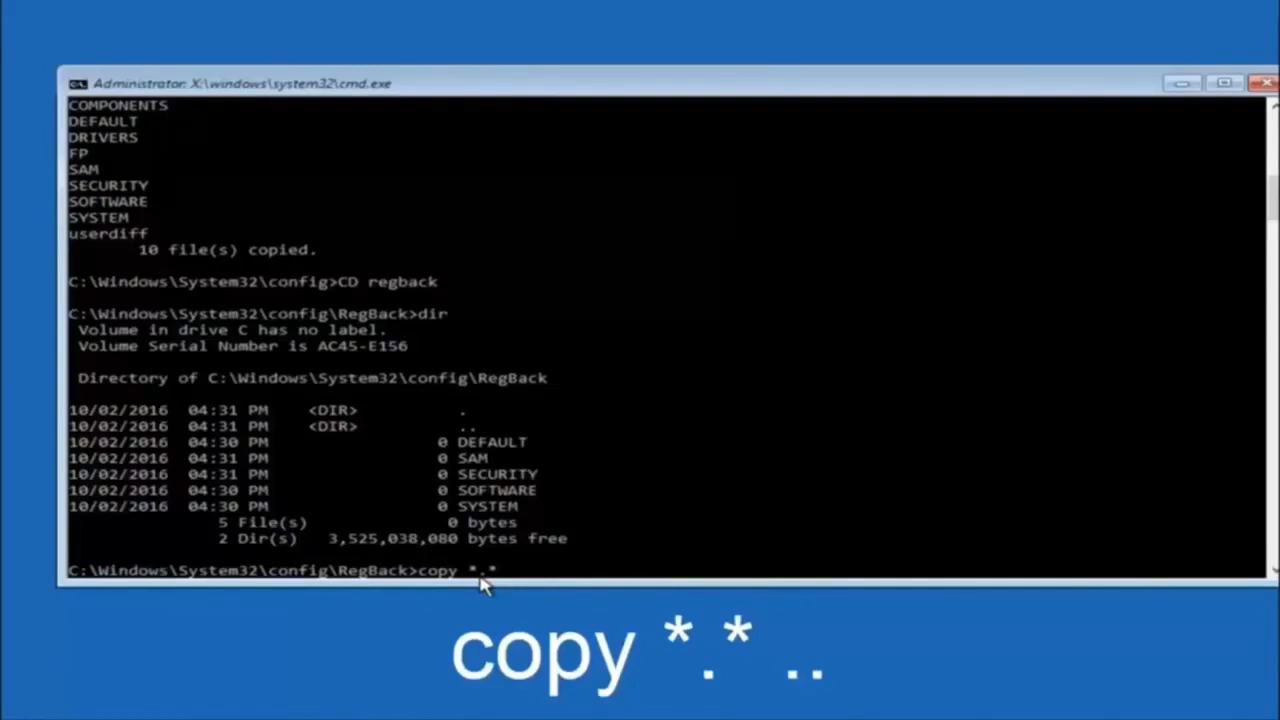 Administrator: X:\windows\system32\cmd.exe
COMPONENTS
DEFAULT
DRIVERS
FP
SAM
SECURITY
SOFTWARE
SYSTEM
userdiff
10 file(s) copied.
C:\Windows\System32\config>CD regback
C:\Windows\System32\config\RegBack>dir
Volume in drive C has no label.
Volume Serial Number is AC45-E156
Directory of C:\Windows\System32\config\RegBack
10/02/2016 04:31 PM <DIR> .
10/02/2016 04:31 PM <DIR> ..
10/02/2016 04:30 PM 0 DEFAULT
10/02/2016 04:31 PM 0 SAM
10/02/2016 04:31 PM 0 SECURITY
10/02/2016 04:30 PM 0 SOFTWARE
10/02/2016 04:30 PM 0 SYSTEM
5 File(s) 0 bytes
2 Dir(s) 3,525,038,080 bytes free
C:\Windows\System32\config\RegBack>copy *.*
copy *.* ..